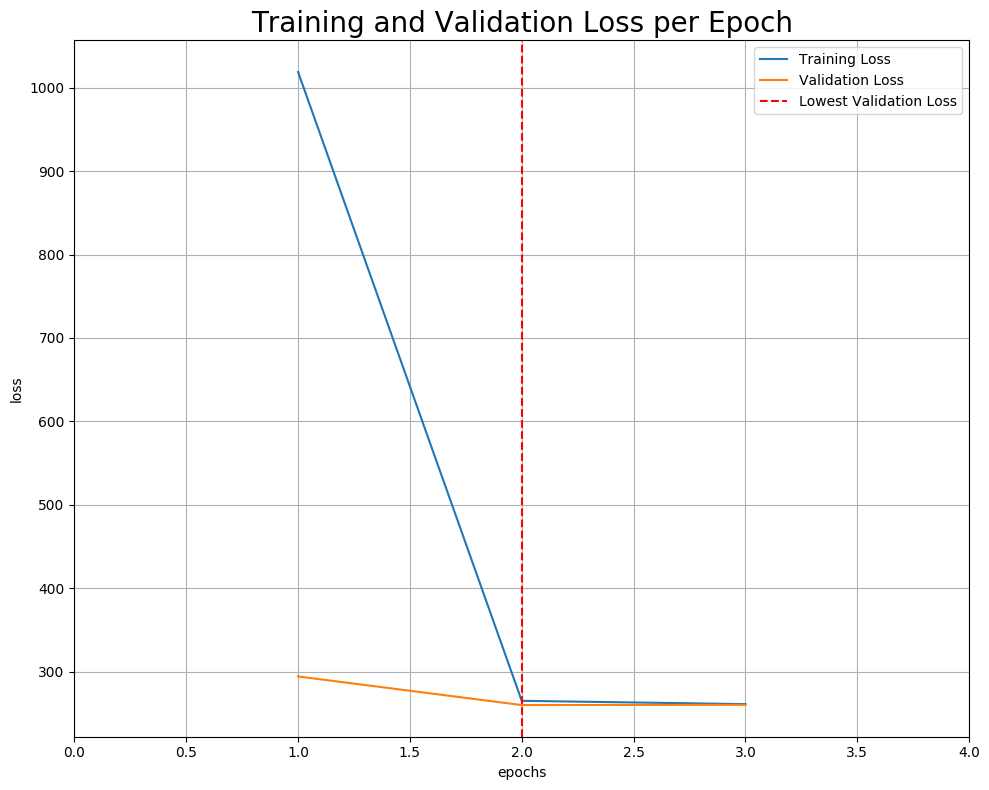 Training and Validation Loss per Epoch
Training Loss
Validation Loss
Lowest Validation Loss
loss
1000
900
800
700
600
500
400
300
0.0 0.5 1.0 1.5 2.0 2.5 3.0 3.5 4.0
epochs